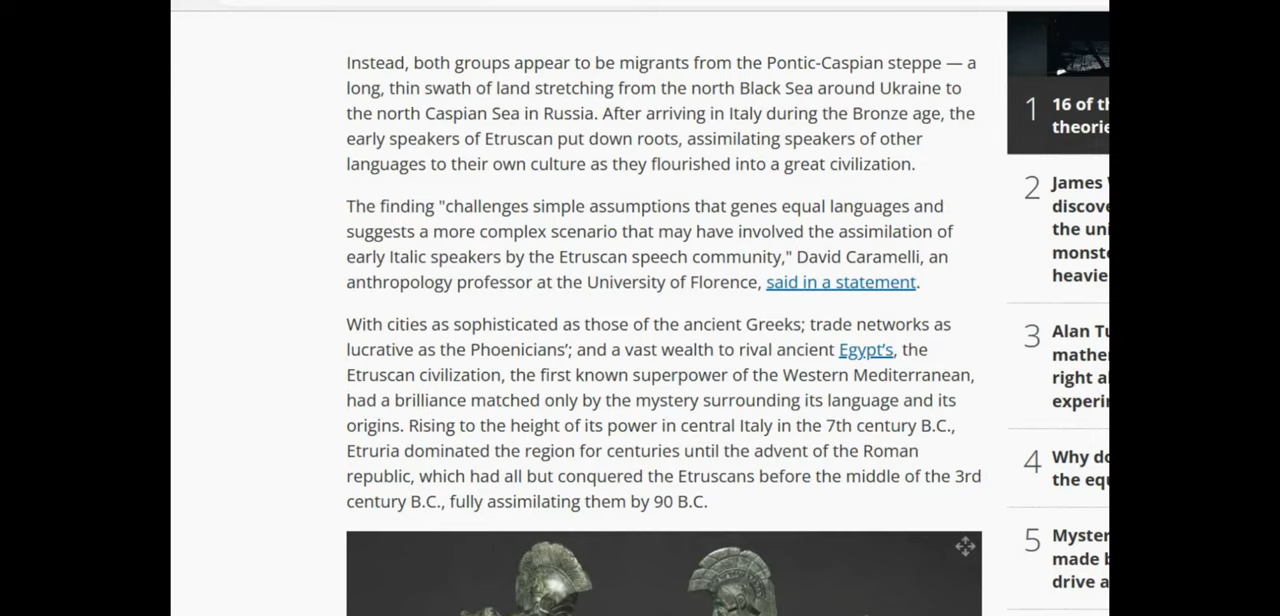 Instead, both groups appear to be migrants from the Pontic-Caspian steppe — a
long, thin swath of land stretching from the north Black Sea around Ukraine to
the north Caspian Sea in Russia. After arriving in Italy during the Bronze age, the
early speakers of Etruscan put down roots, assimilating speakers of other
languages to their own culture as they flourished into a great civilization.
The finding "challenges simple assumptions that genes equal languages and
suggests a more complex scenario that may have involved the assimilation of
early Italic speakers by the Etruscan speech community," David Caramelli, an
anthropology professor at the University of Florence, said in a statement.
With cities as sophisticated as those of the ancient Greeks; trade networks as
lucrative as the Phoenicians’; and a vast wealth to rival ancient Egypt’s, the
Etruscan civilization, the first known superpower of the Western Mediterranean,
had a brilliance matched only by the mystery surrounding its language and its
origins. Rising to the height of its power in central Italy in the 7th century B.C.,
Etruria dominated the region for centuries until the advent of the Roman
republic, which had all but conquered the Etruscans before the middle of the 3rd
century B.C., fully assimilating them by 90 B.C.
1
16 of
2
James
the
3
Alan
right
4
Why
the
5
made
drive